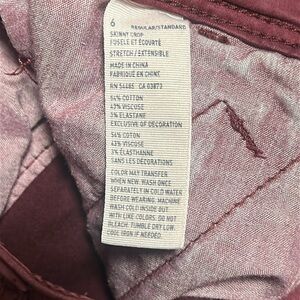 6
REGULAR/STANDARD
SKINNY CROP
FUSELÉ ET ÉCOURTÉ
STRETCH/EXTENSIBLE
MADE IN CHINA
FABRIQUÉ EN CHINE
RN 54485 CA 03873
54% COTTON
43% VISCOSE
3% ELASTANE
EXCLUSIVE OF DECORATION
54% COTON
43% VISCOSE
3% ÉLASTHANNE
SANS LES DÉCORATIONS
COLOR MAY TRANSFER
WHEN NEW. WASH ONCE
SEPARATELY IN COLD WATER
BEFORE WEARING. MACHINE
WASH COLD INSIDE OUT
WITH LIKE COLORS. DO NOT
BLEACH. TUMBLE DRY LOW.
COOL IRON IF NEEDED.